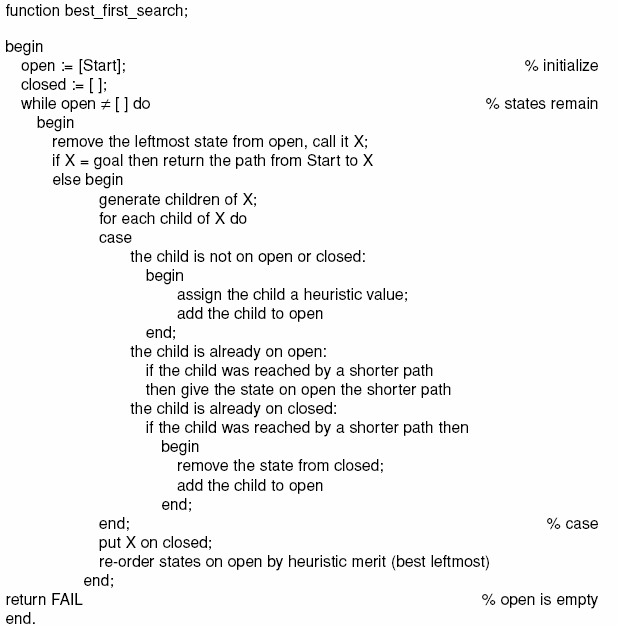 function best_first_search;
begin
open := [Start]; % initialize
closed := [ ];
while open ≠ [ ] do % states remain
begin
remove the leftmost state from open, call it X;
if X = goal then return the path from Start to X
else begin
generate children of X;
for each child of X do
case
the child is not on open or closed:
begin
assign the child a heuristic value;
add the child to open
end;
the child is already on open:
if the child was reached by a shorter path
then give the state on open the shorter path
the child is already on closed:
if the child was reached by a shorter path then
begin
remove the state from closed;
add the child to open
end;
end; % case
put X on closed;
re-order states on open by heuristic merit (best leftmost)
end;
return FAIL % open is empty
end.